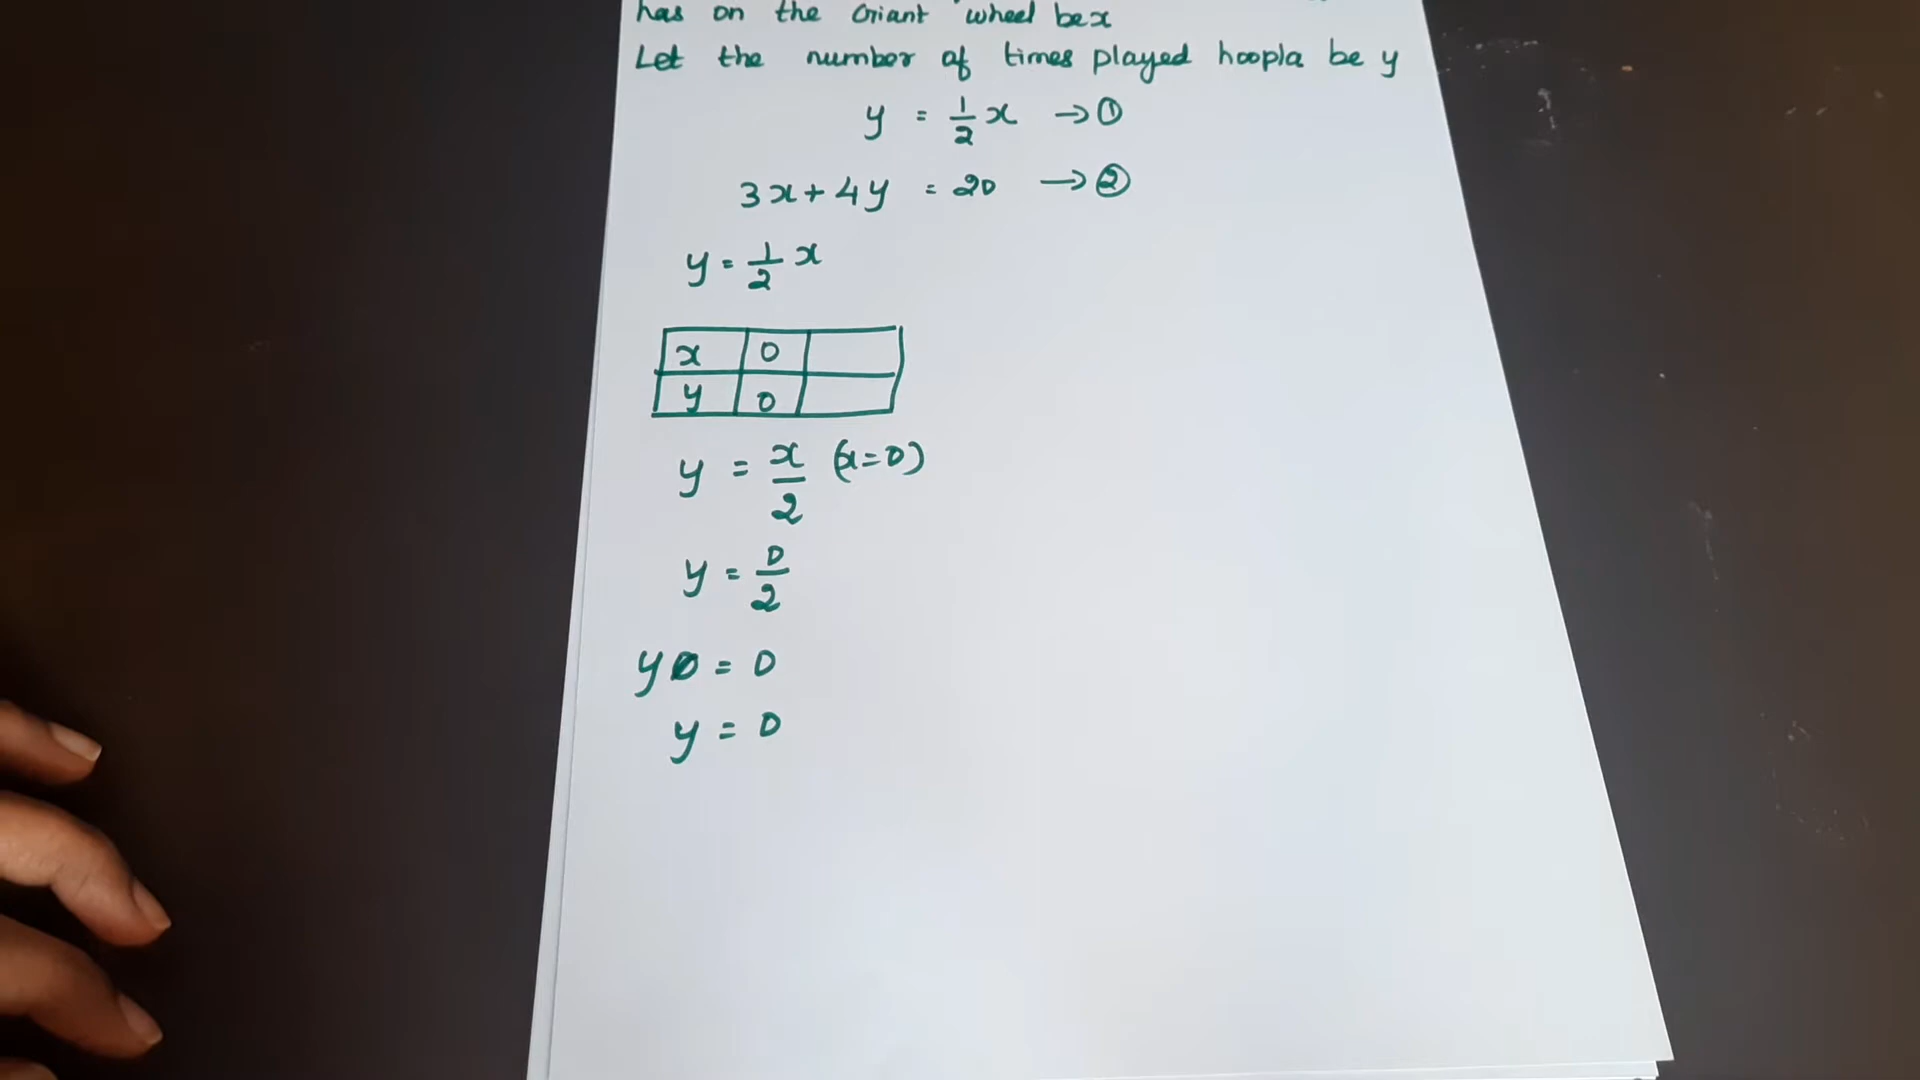 has on the Giant wheel be x
Let the number of times played hoopla be y
y = 1/2 x → ①
3x + 4y = 20 → ②
y = 1/2 x
x 0
y 0
y = x/2 (x=0)
y = 0/2
y = 0
y = 0